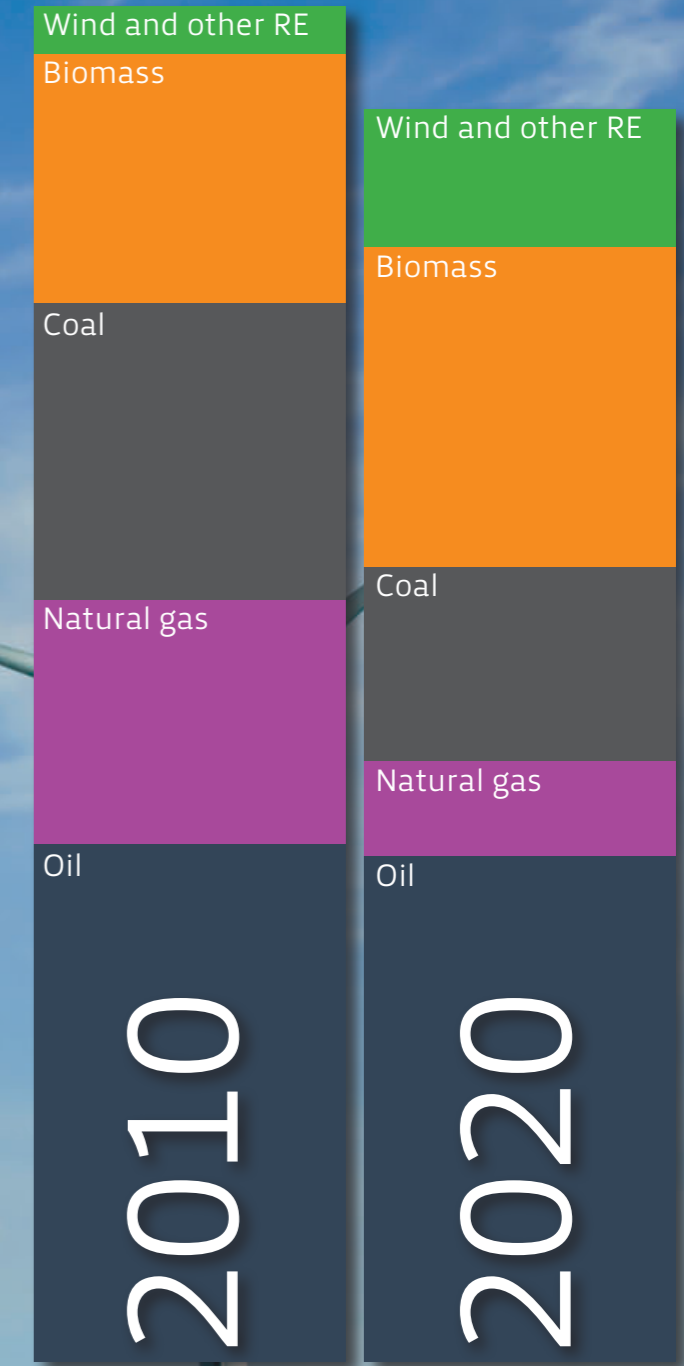 Wind and other RE
Biomass
Coal
Natural gas
Oil
2010
Wind and other RE
Biomass
Coal
Natural gas
Oil
2020